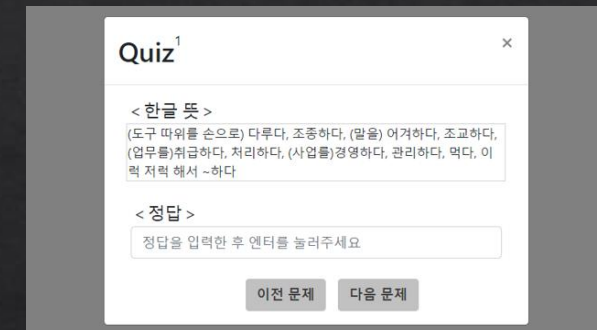 Quiz¹
×
< 한글 뜻 >
(도구 따위를 손으로) 다루다, 조종하다, (말을) 어겨하다, 조교하다,
(업무를)취급하다, 처리하다, (사업를)경영하다, 관리하다, 먹다, 이
럭 저럭 해서 ~하다
< 정답 >
정답을 입력한 후 엔터를 눌러주세요
이전 문제 다음 문제